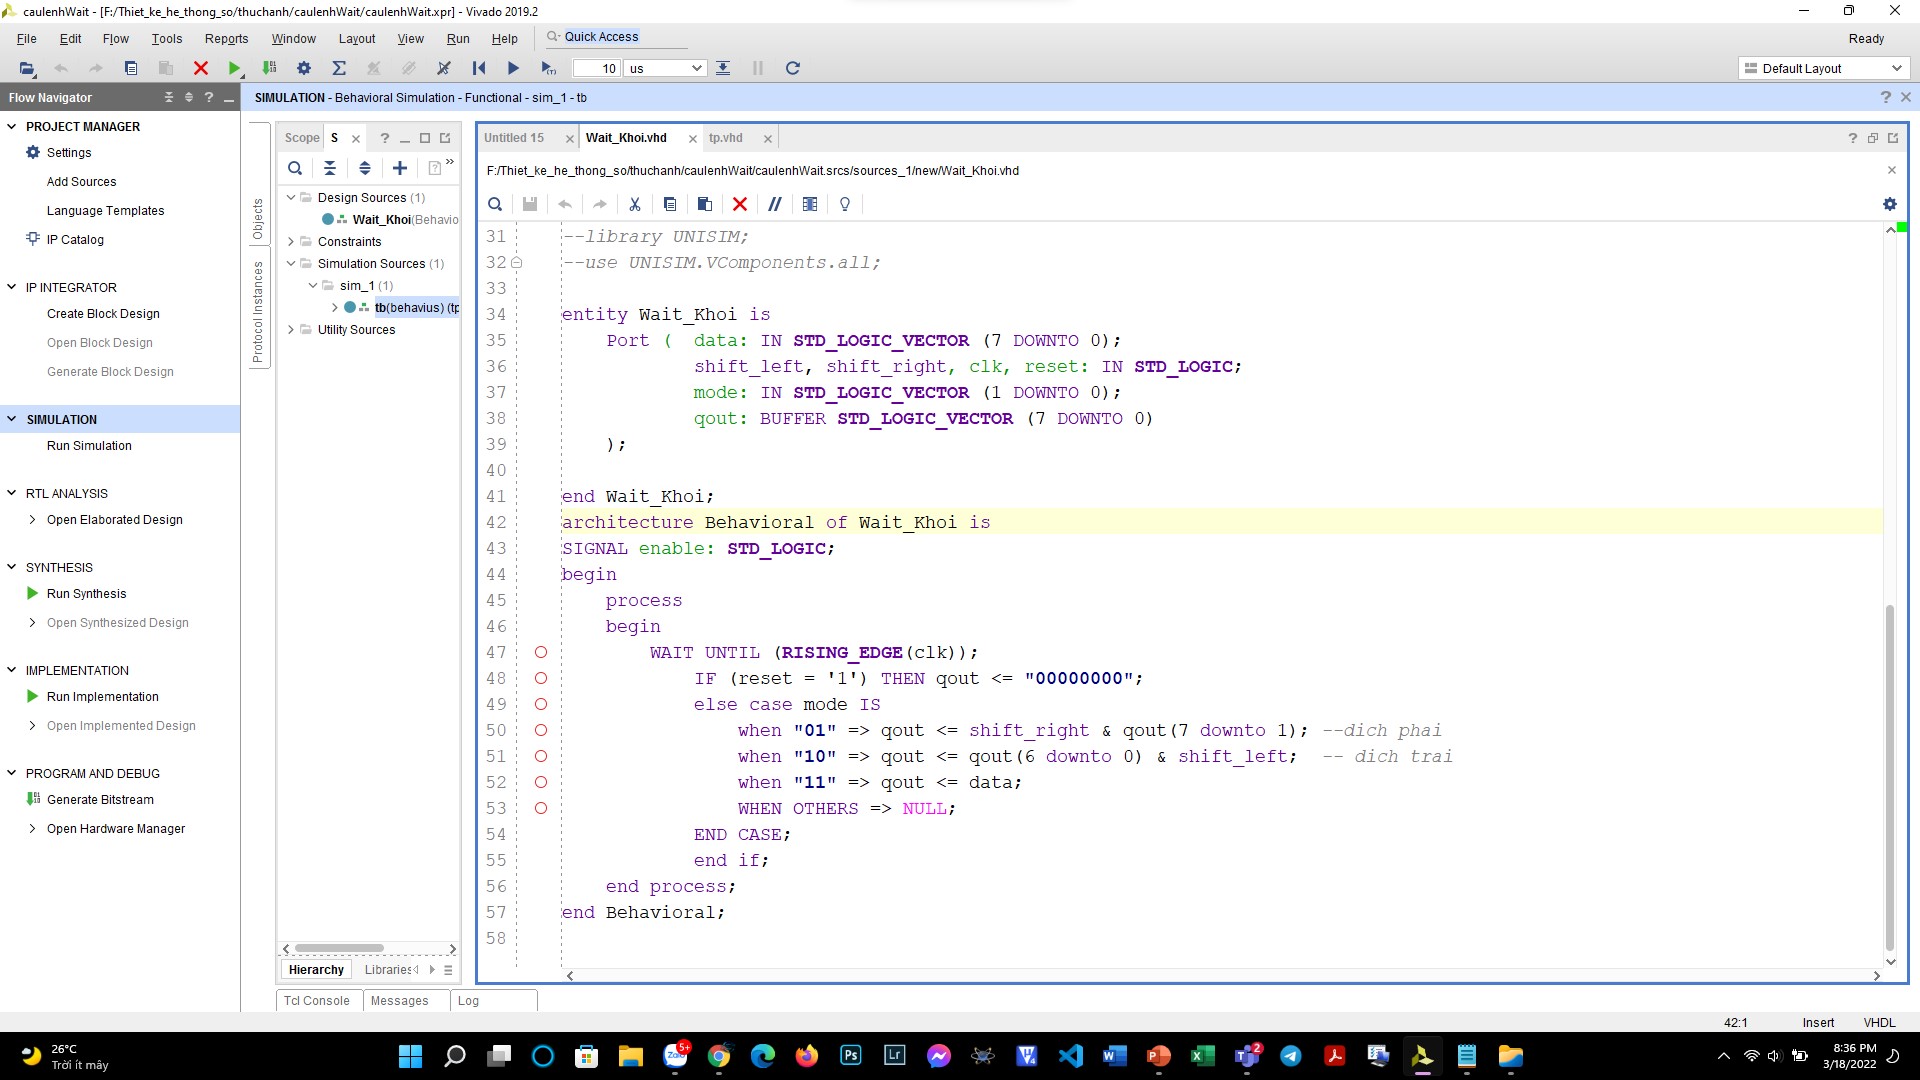 caulenhWait - [F:/Thiet_ke_he_thong_so/thuchanh/caulenhWait/caulenhWait.xpr] - Vivado 2019.2
File Edit Flow Tools Reports Window Layout View Run Help Quick Access Ready
10 us Default Layout
Flow Navigator
SIMULATION - Behavioral Simulation - Functional - sim_1 - tb
PROJECT MANAGER
Settings
Add Sources
Language Templates
IP Catalog
IP INTEGRATOR
Create Block Design
Open Block Design
Generate Block Design
SIMULATION
Run Simulation
RTL ANALYSIS
Open Elaborated Design
SYNTHESIS
Run Synthesis
Open Synthesized Design
IMPLEMENTATION
Run Implementation
Open Implemented Design
PROGRAM AND DEBUG
Generate Bitstream
Open Hardware Manager
Objects
Protocol Instances
Scope S
Design Sources (1)
Wait_Khoi(Behavio
Constraints
Simulation Sources (1)
sim_1 (1)
tb(behavius) (tp
Utility Sources
Hierarchy Libraries
Untitled 15 Wait_Khoi.vhd tp.vhd
F:/Thiet_ke_he_thong_so/thuchanh/caulenhWait/caulenhWait.srcs/sources_1/new/Wait_Khoi.vhd
31 --library UNISIM;
32 --use UNISIM.VComponents.all;
33
34 entity Wait_Khoi is
35 Port ( data: IN STD_LOGIC_VECTOR (7 DOWNTO 0);
36 shift_left, shift_right, clk, reset: IN STD_LOGIC;
37 mode: IN STD_LOGIC_VECTOR (1 DOWNTO 0);
38 qout: BUFFER STD_LOGIC_VECTOR (7 DOWNTO 0)
39 );
40
41 end Wait_Khoi;
42 architecture Behavioral of Wait_Khoi is
43 SIGNAL enable: STD_LOGIC;
44 begin
45 process
46 begin
47 WAIT UNTIL (RISING_EDGE(clk));
48 IF (reset = '1') THEN qout <= "00000000";
49 else case mode IS
50 when "01" => qout <= shift_right & qout(7 downto 1); --dich phai
51 when "10" => qout <= qout(6 downto 0) & shift_left; -- dich trai
52 when "11" => qout <= data;
53 WHEN OTHERS => NULL;
54 END CASE;
55 end if;
56 end process;
57 end Behavioral;
58
Tcl Console Messages Log
42:1 Insert VHDL
26°C
Trời ít mây
5+
2
8:36 PM
3/18/2022